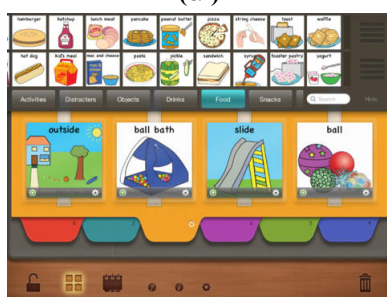 hamburger ketchup lunch meat pancake peanut butter pizza string cheese toast waffle
hot dog kid's meal mac and cheese pasta pickle sandwich syrup toaster pastry yogurt
Activities Distracters Objects Drinks Food Snacks Search Hide
outside ball bath slide ball